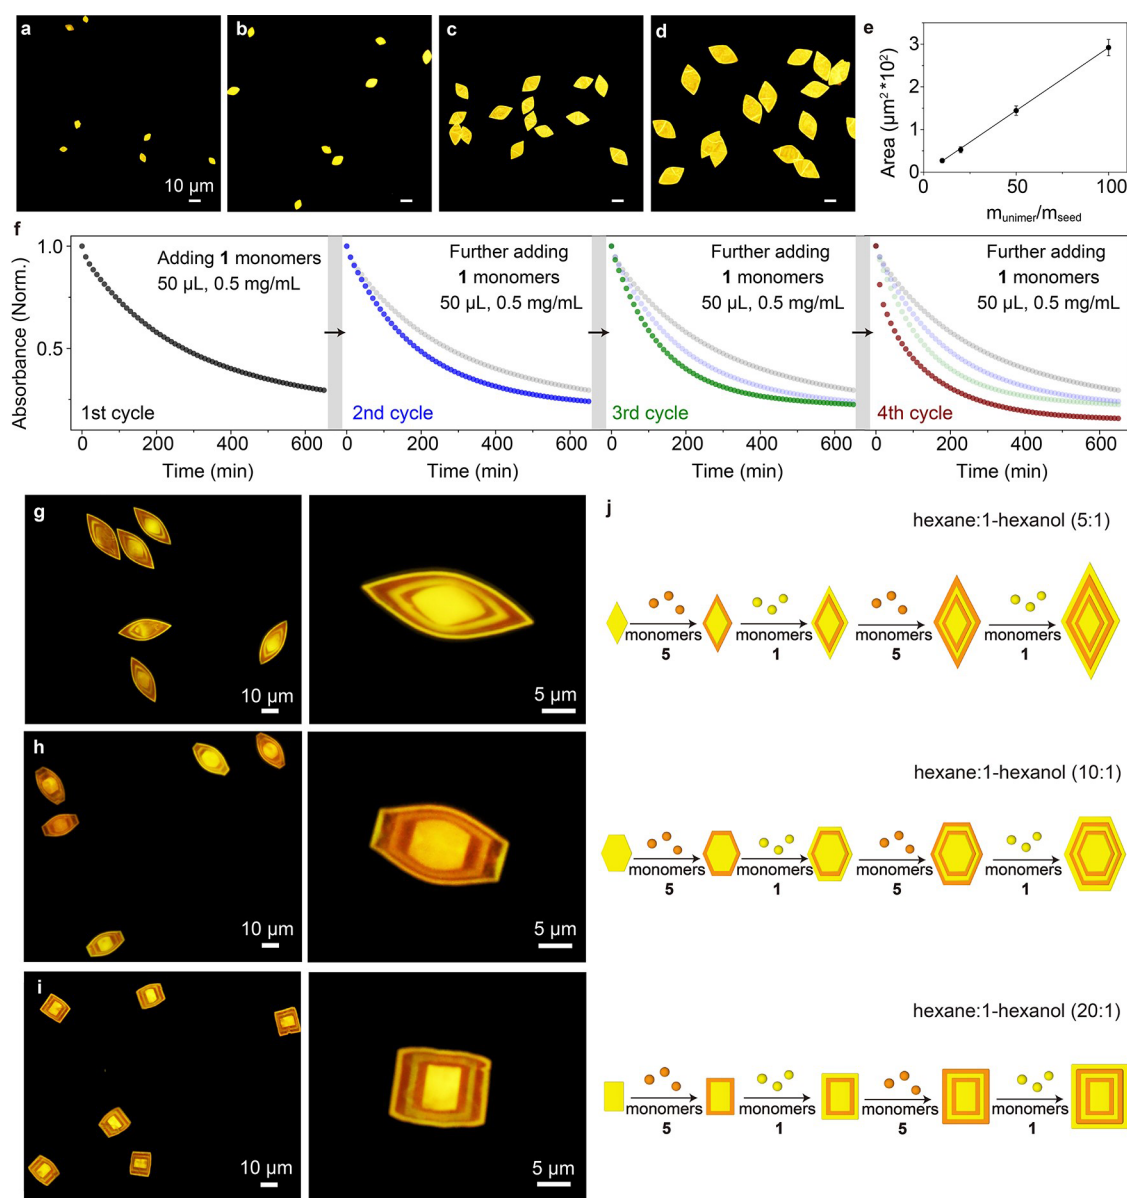 a
10 µm
b
c
d
e
Area (µm² *10²)
3
2
1
0
0
50
100
m_unimer/m_seed
f
Absorbance (Norm.)
1.0
0.5
Adding 1 monomers
50 µL, 0.5 mg/mL
1st cycle
0 200 400 600
Time (min)
Further adding
1 monomers
50 µL, 0.5 mg/mL
2nd cycle
0 200 400 600
Time (min)
Further adding
1 monomers
50 µL, 0.5 mg/mL
3rd cycle
0 200 400 600
Time (min)
Further adding
1 monomers
50 µL, 0.5 mg/mL
4th cycle
0 200 400 600
Time (min)
g
10 µm
5 µm
h
10 µm
5 µm
i
10 µm
5 µm
j
hexane:1-hexanol (5:1)
monomers
5
monomers
1
monomers
5
monomers
1
hexane:1-hexanol (10:1)
monomers
5
monomers
1
monomers
5
monomers
1
hexane:1-hexanol (20:1)
monomers
5
monomers
1
monomers
5
monomers
1